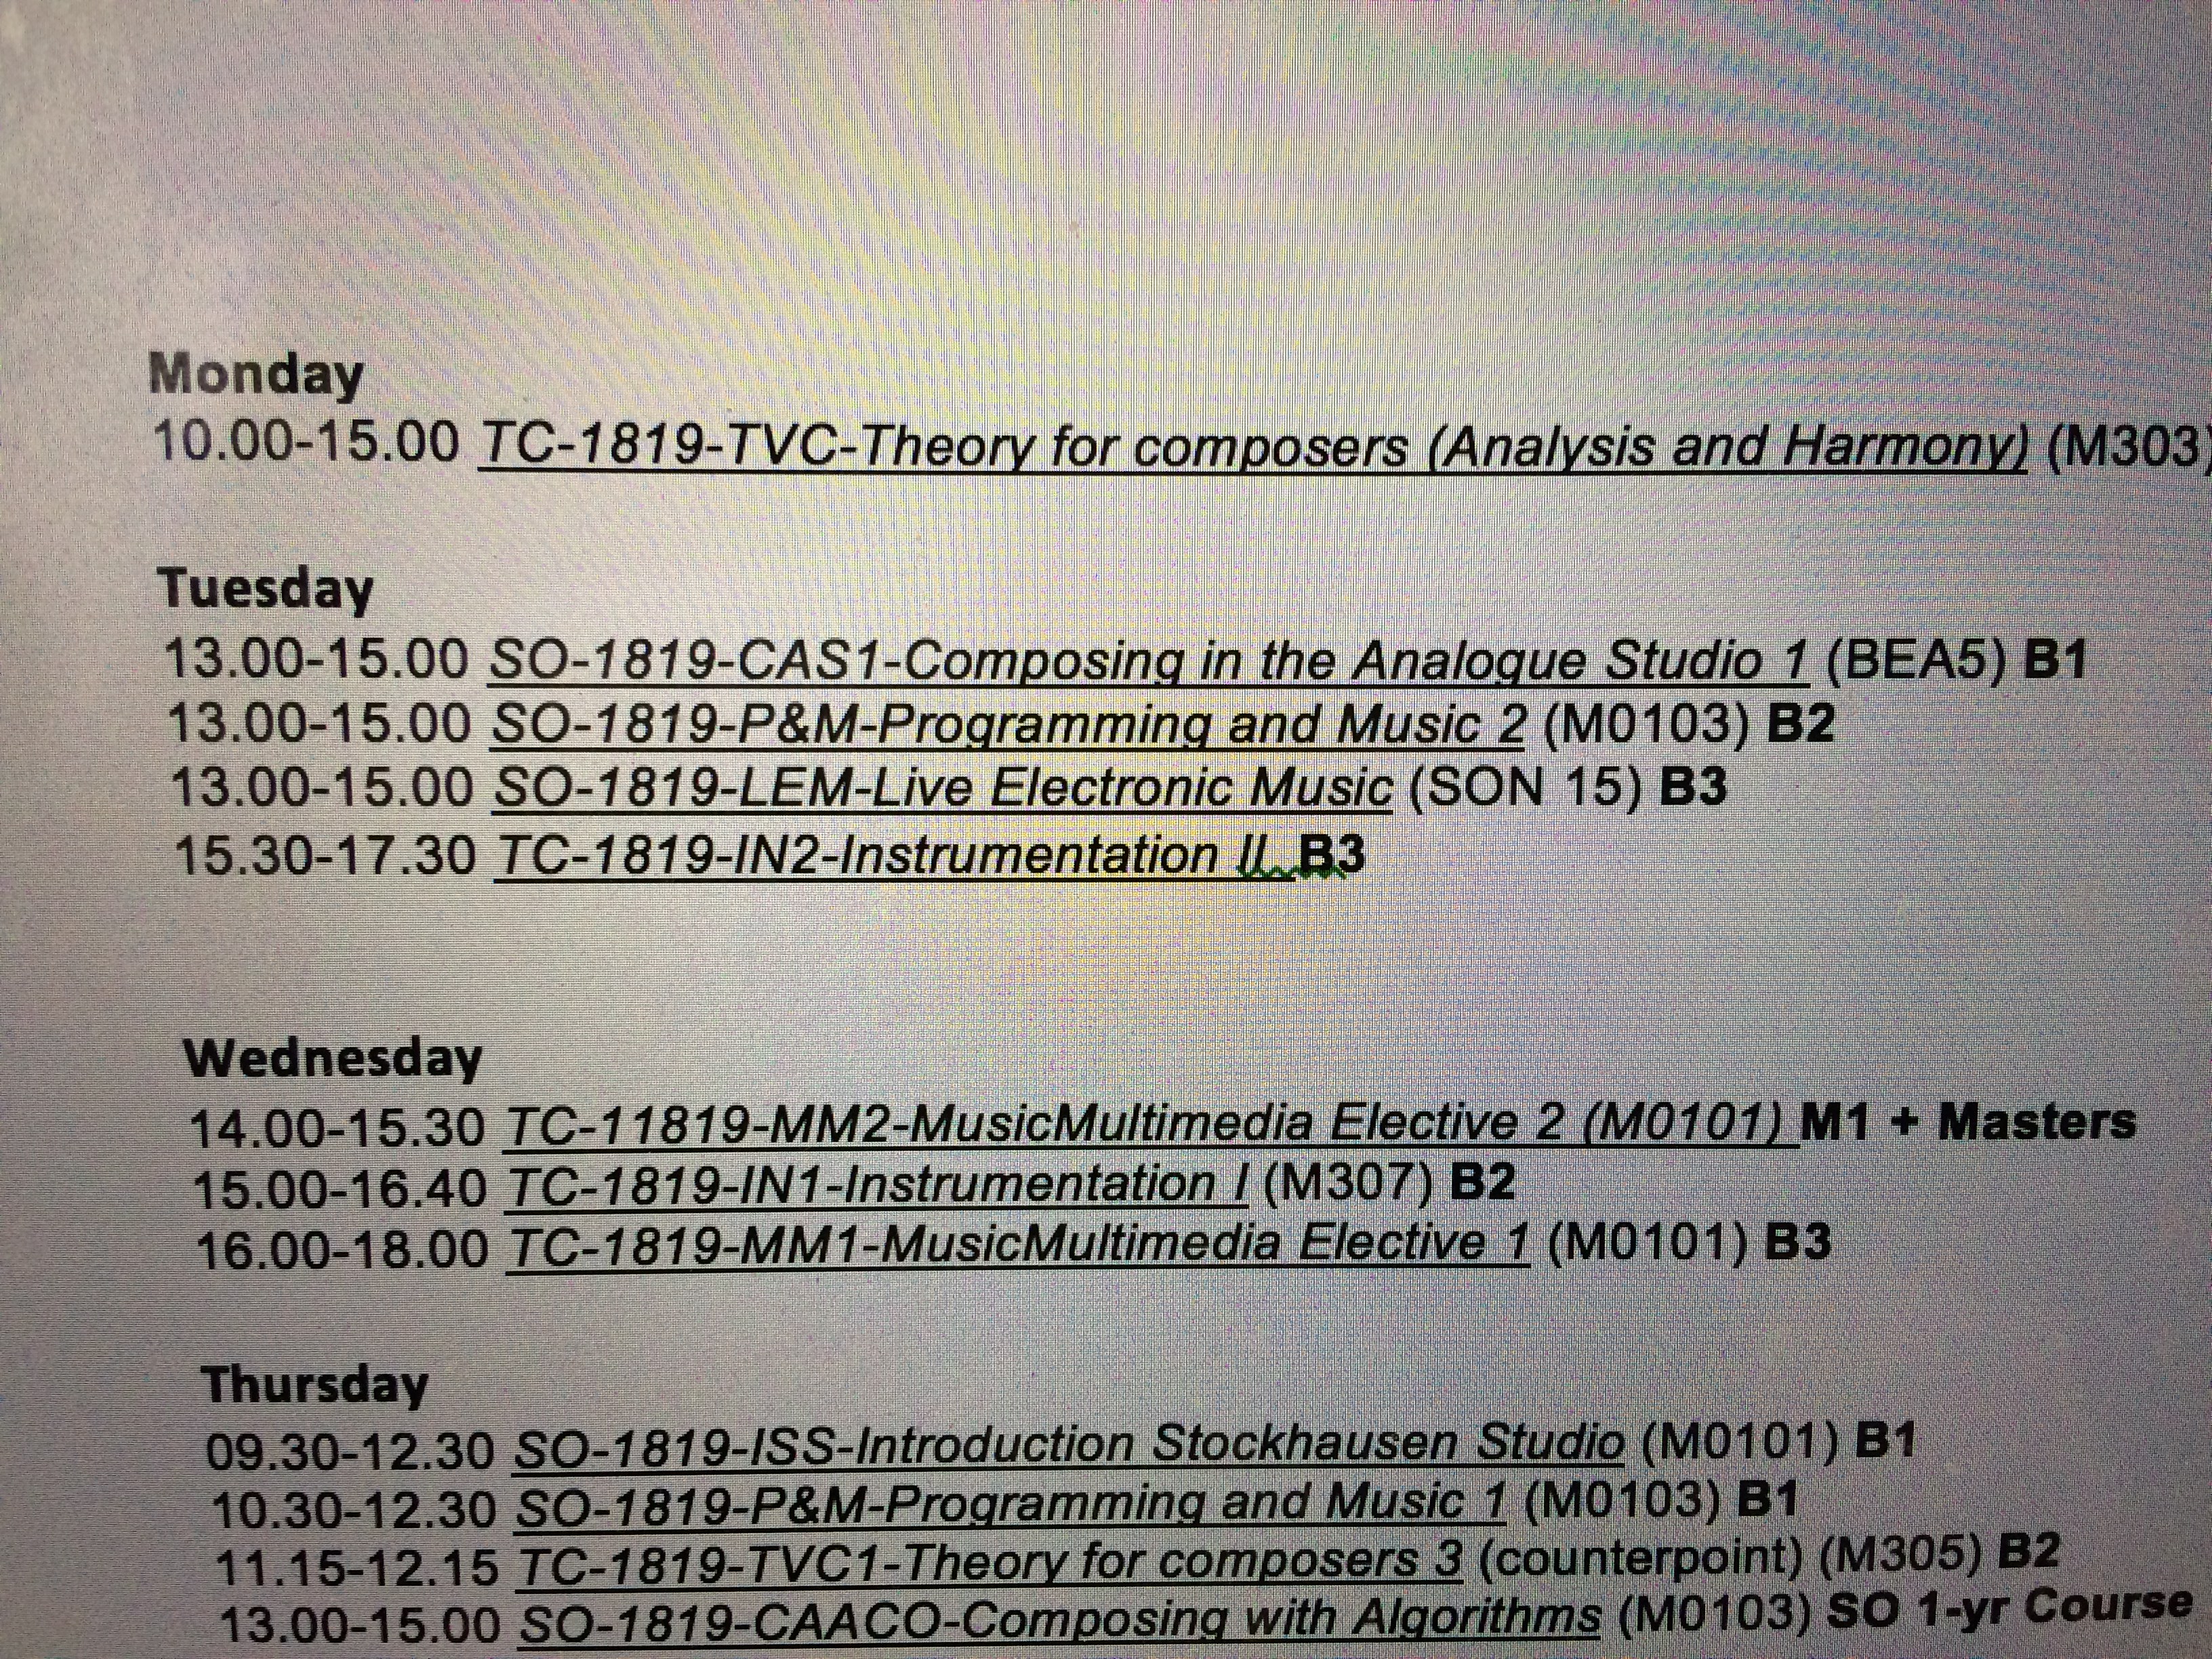 Monday
10.00-15.00 TC-1819-TVC-Theory for composers (Analysis and Harmony) (M303)
Tuesday
13.00-15.00 SO-1819-CAS1-Composing in the Analogue Studio 1 (BEA5) B1
13.00-15.00 SO-1819-P&M-Programming and Music 2 (M0103) B2
13.00-15.00 SO-1819-LEM-Live Electronic Music (SON 15) B3
15.30-17.30 TC-1819-IN2-Instrumentation II B3
Wednesday
14.00-15.30 TC-11819-MM2-MusicMultimedia Elective 2 (M0101) M1 + Masters
15.00-16.40 TC-1819-IN1-Instrumentation I (M307) B2
16.00-18.00 TC-1819-MM1-MusicMultimedia Elective 1 (M0101) B3
Thursday
09.30-12.30 SO-1819-ISS-Introduction Stockhausen Studio (M0101) B1
10.30-12.30 SO-1819-P&M-Programming and Music 1 (M0103) B1
11.15-12.15 TC-1819-TVC1-Theory for composers 3 (counterpoint) (M305) B2
13.00-15.00 SO-1819-CAACO-Composing with Algorithms (M0103) SO 1-yr Course